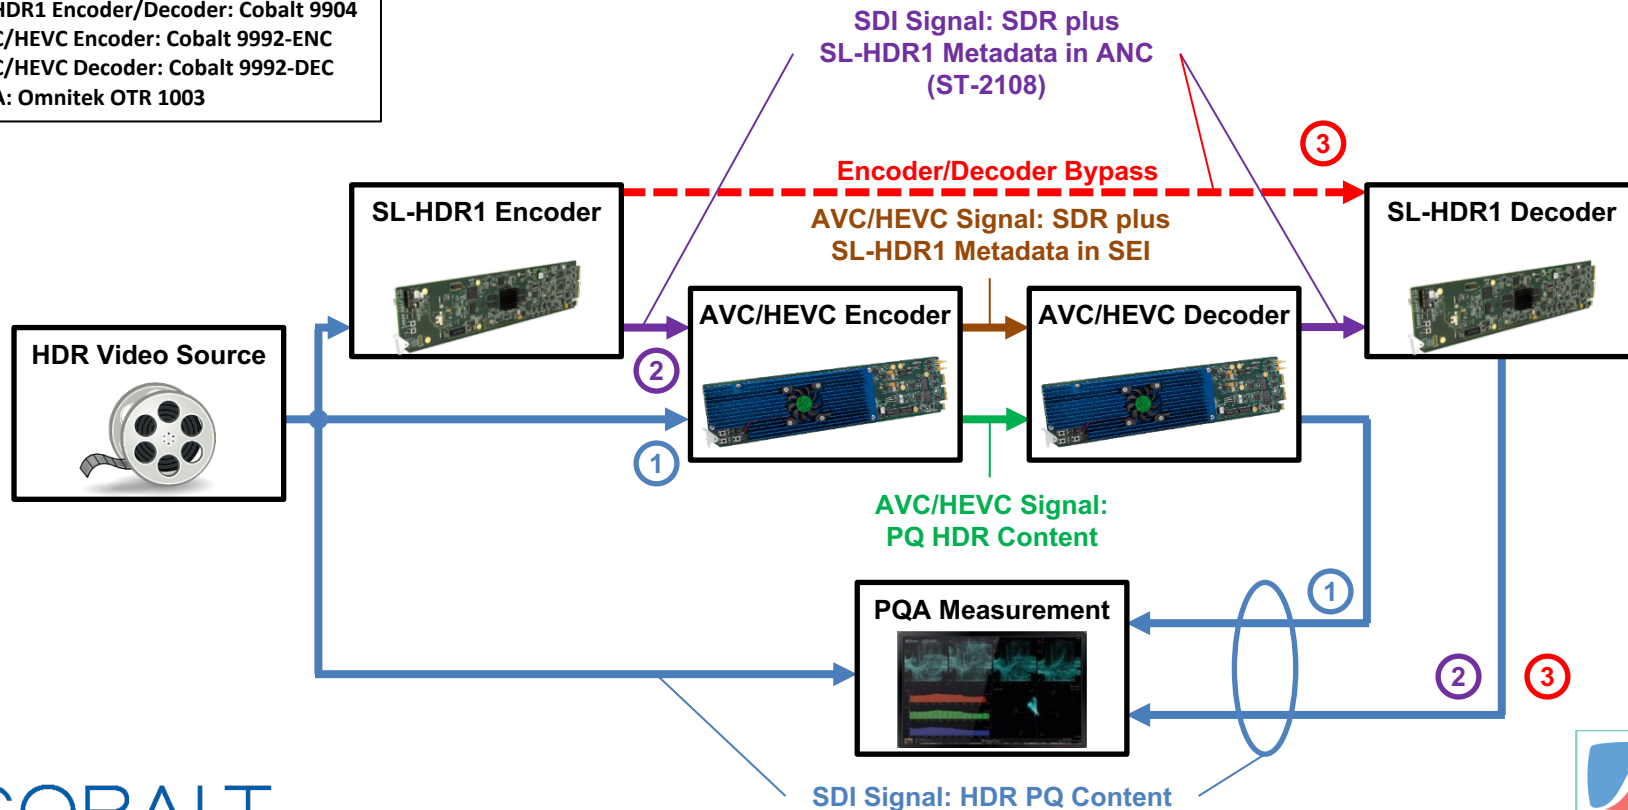 HDR1 Encoder/Decoder: Cobalt 9904
C/HEVC Encoder: Cobalt 9992-ENC
C/HEVC Decoder: Cobalt 9992-DEC
A: Omnitek OTR 1003
SDI Signal: SDR plus
SL-HDR1 Metadata in ANC
(ST-2108)
3
Encoder/Decoder Bypass
SL-HDR1 Encoder
SL-HDR1 Decoder
AVC/HEVC Signal: SDR plus
SL-HDR1 Metadata in SEI
AVC/HEVC Encoder
AVC/HEVC Decoder
HDR Video Source
2
1
AVC/HEVC Signal:
PQ HDR Content
1
PQA Measurement
2
3
SDI Signal: HDR PQ Content
COBALT